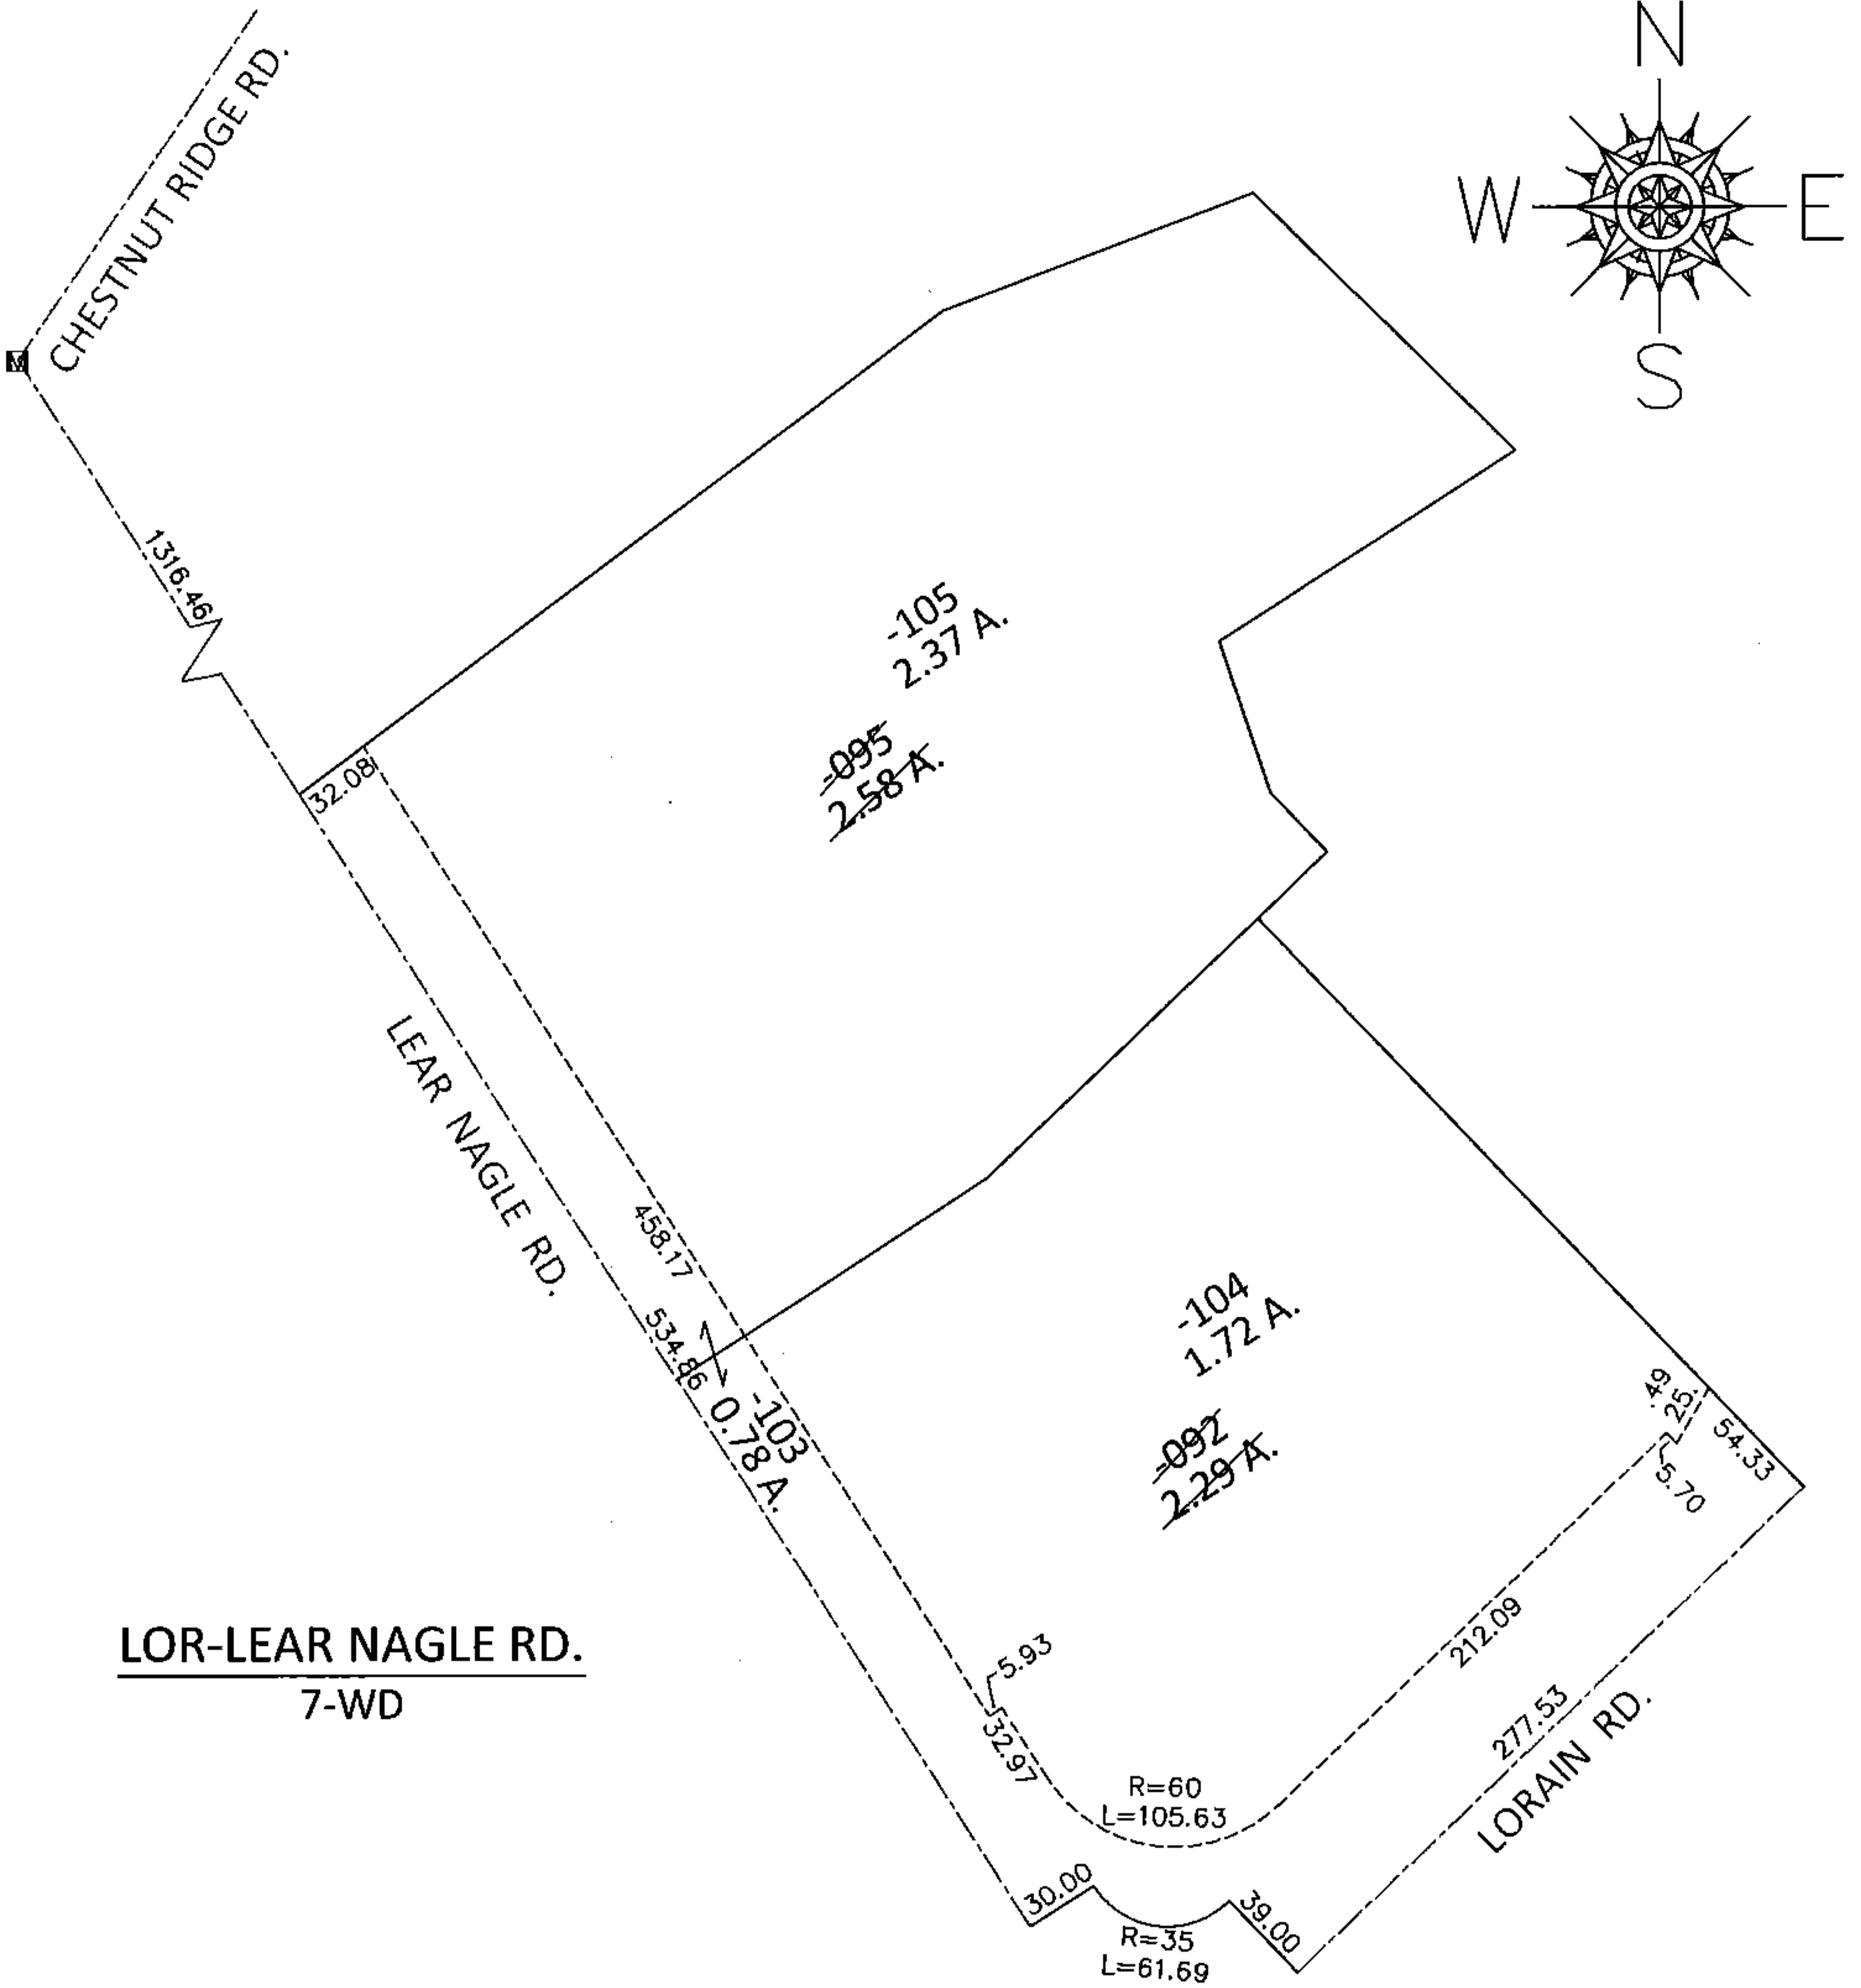 N
W
E
S
CHESTNUT RIDGE RD.
M
1316.46
-105
2.37 A.
-095
2.58 A.
32.08
LEAR NAGLE RD.
458.17
534.86
-103
0.78 A.
-104
1.72 A.
-092
2.29 A.
.49
25.
54.33
5.70
212.09
277.53
LORAIN RD.
5.93
32.97
R=60
L=105.63
30.00
39.00
R=35
L=61.69
LOR-LEAR NAGLE RD.
7-WD